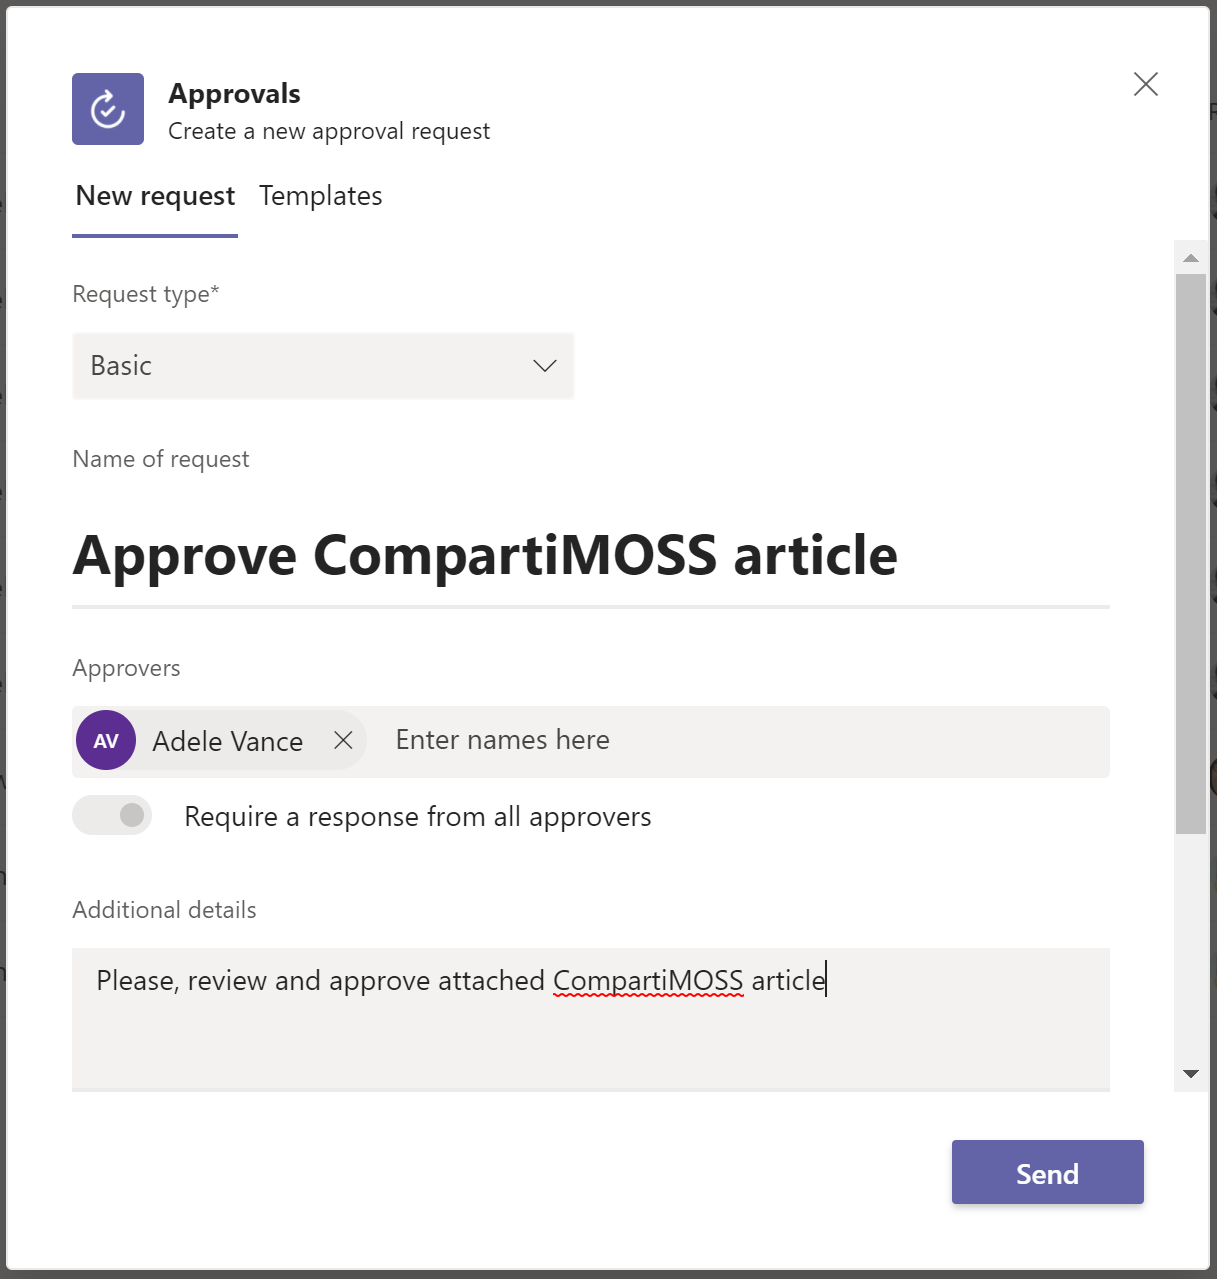 Approvals
Create a new approval request
New request Templates
Request type*
Basic
Name of request
Approve CompartiMOSS article
Approvers
AV Adele Vance Enter names here
Require a response from all approvers
Additional details
Please, review and approve attached CompartiMOSS article
Send